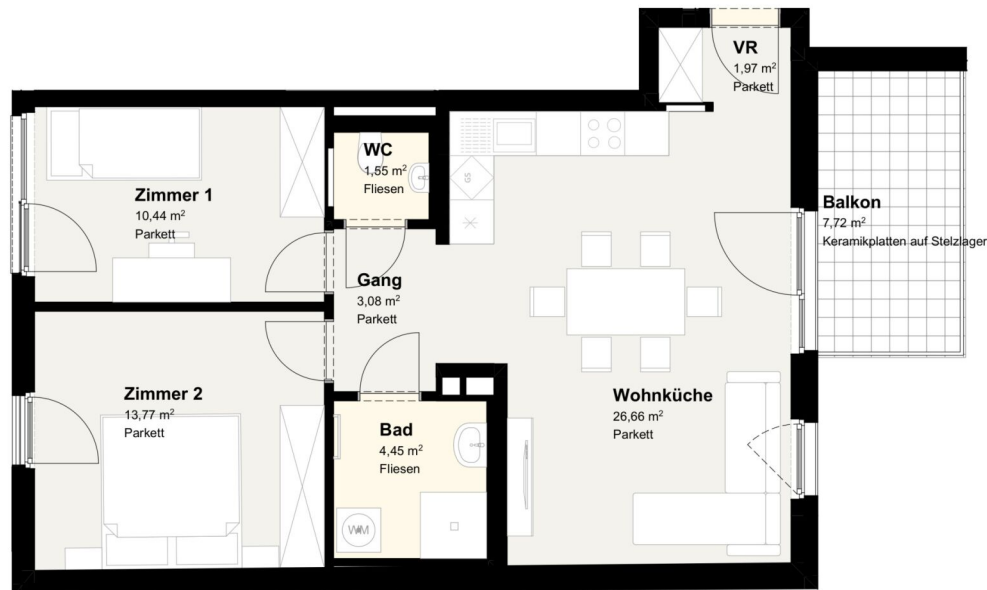 VR
1,97 m²
Parkett
WC
1,55 m²
Fliesen
Zimmer 1
10,44 m²
Parkett
GS
Balkon
7,72 m²
Keramikplatten auf Stelzlager
Gang
3,08 m²
Parkett
Zimmer 2
13,77 m²
Parkett
Wohnküche
26,66 m²
Parkett
Bad
4,45 m²
Fliesen
WM